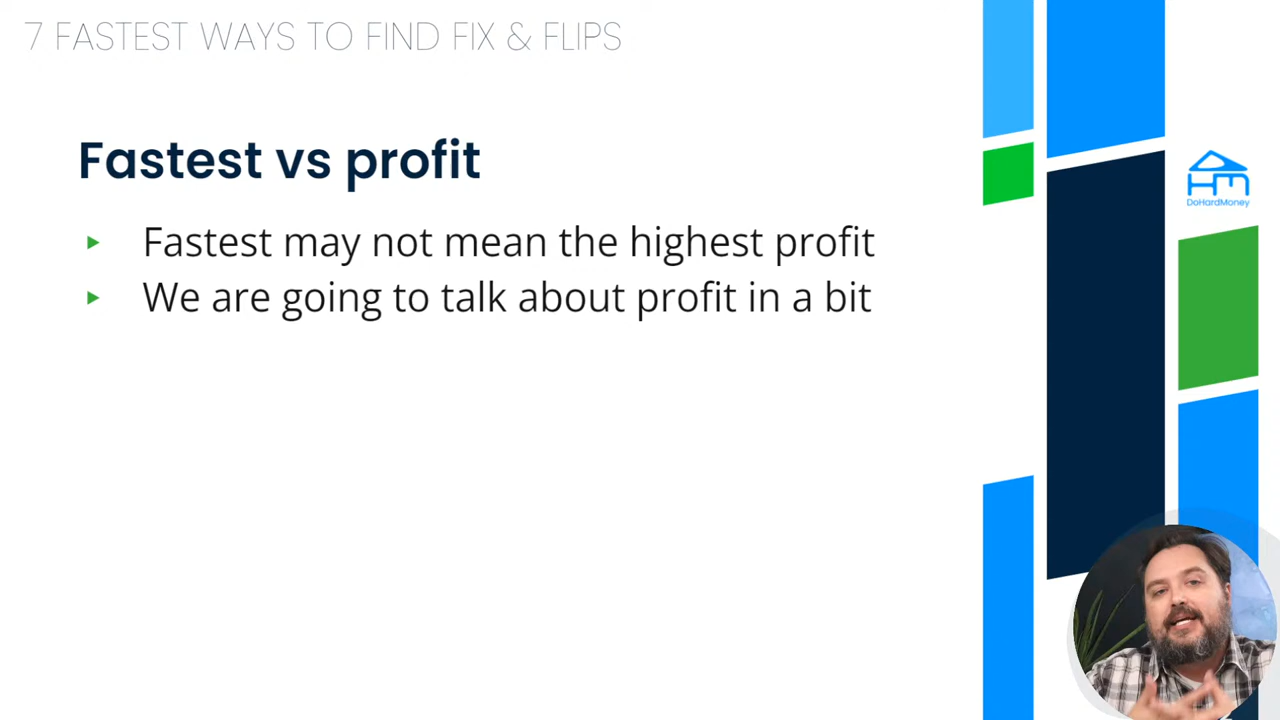 7 FASTEST WAYS TO FIND FIX & FLIPS
Fastest vs profit
Fastest may not mean the highest profit
We are going to talk about profit in a bit
DHM
DoHardMoney